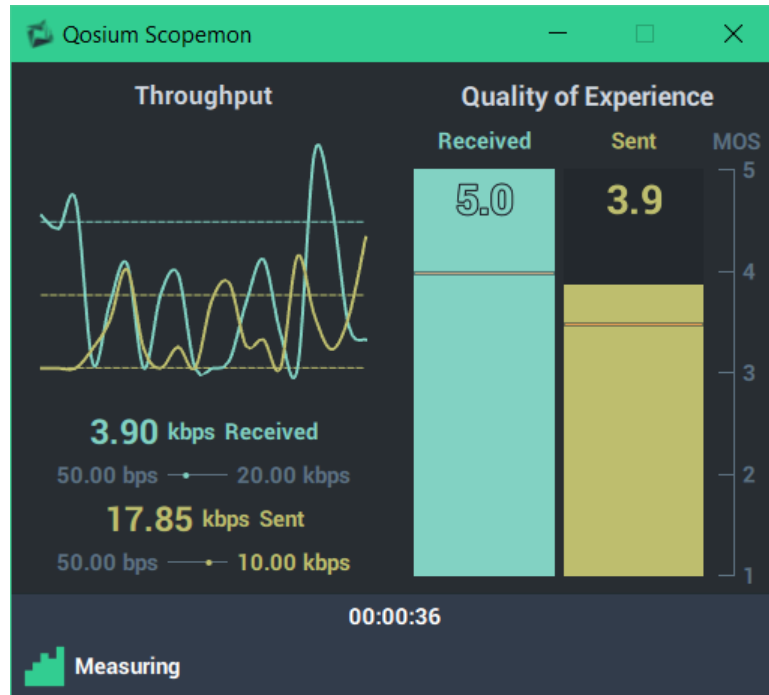 Qosium Scopemon
Throughput
3.90 kbps Received
50.00 bps 20.00 kbps
17.85 kbps Sent
50.00 bps 10.00 kbps
Quality of Experience
Received Sent MOS
5.0 3.9
5
4
3
2
1
00:00:36
Measuring